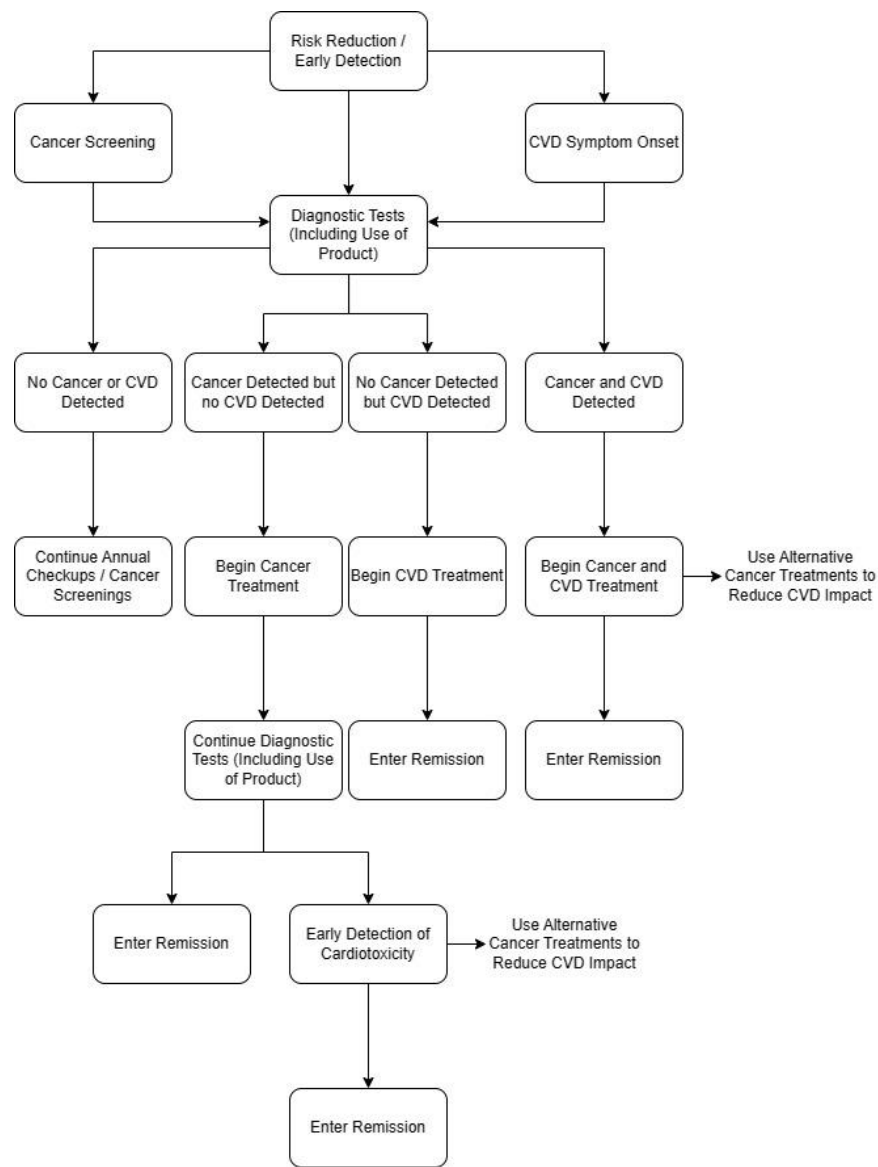 Risk Reduction /
Early Detection
Cancer Screening
CVD Symptom Onset
Diagnostic Tests
(Including Use of
Product)
No Cancer or CVD
Detected
Cancer Detected but
no CVD Detected
No Cancer Detected
but CVD Detected
Cancer and CVD
Detected
Continue Annual
Checkups / Cancer
Screenings
Begin Cancer
Treatment
Begin CVD Treatment
Begin Cancer and
CVD Treatment
Use Alternative
Cancer Treatments to
Reduce CVD Impact
Continue Diagnostic
Tests (Including Use
of Product)
Enter Remission
Enter Remission
Enter Remission
Early Detection of
Cardiotoxicity
Use Alternative
Cancer Treatments to
Reduce CVD Impact
Enter Remission